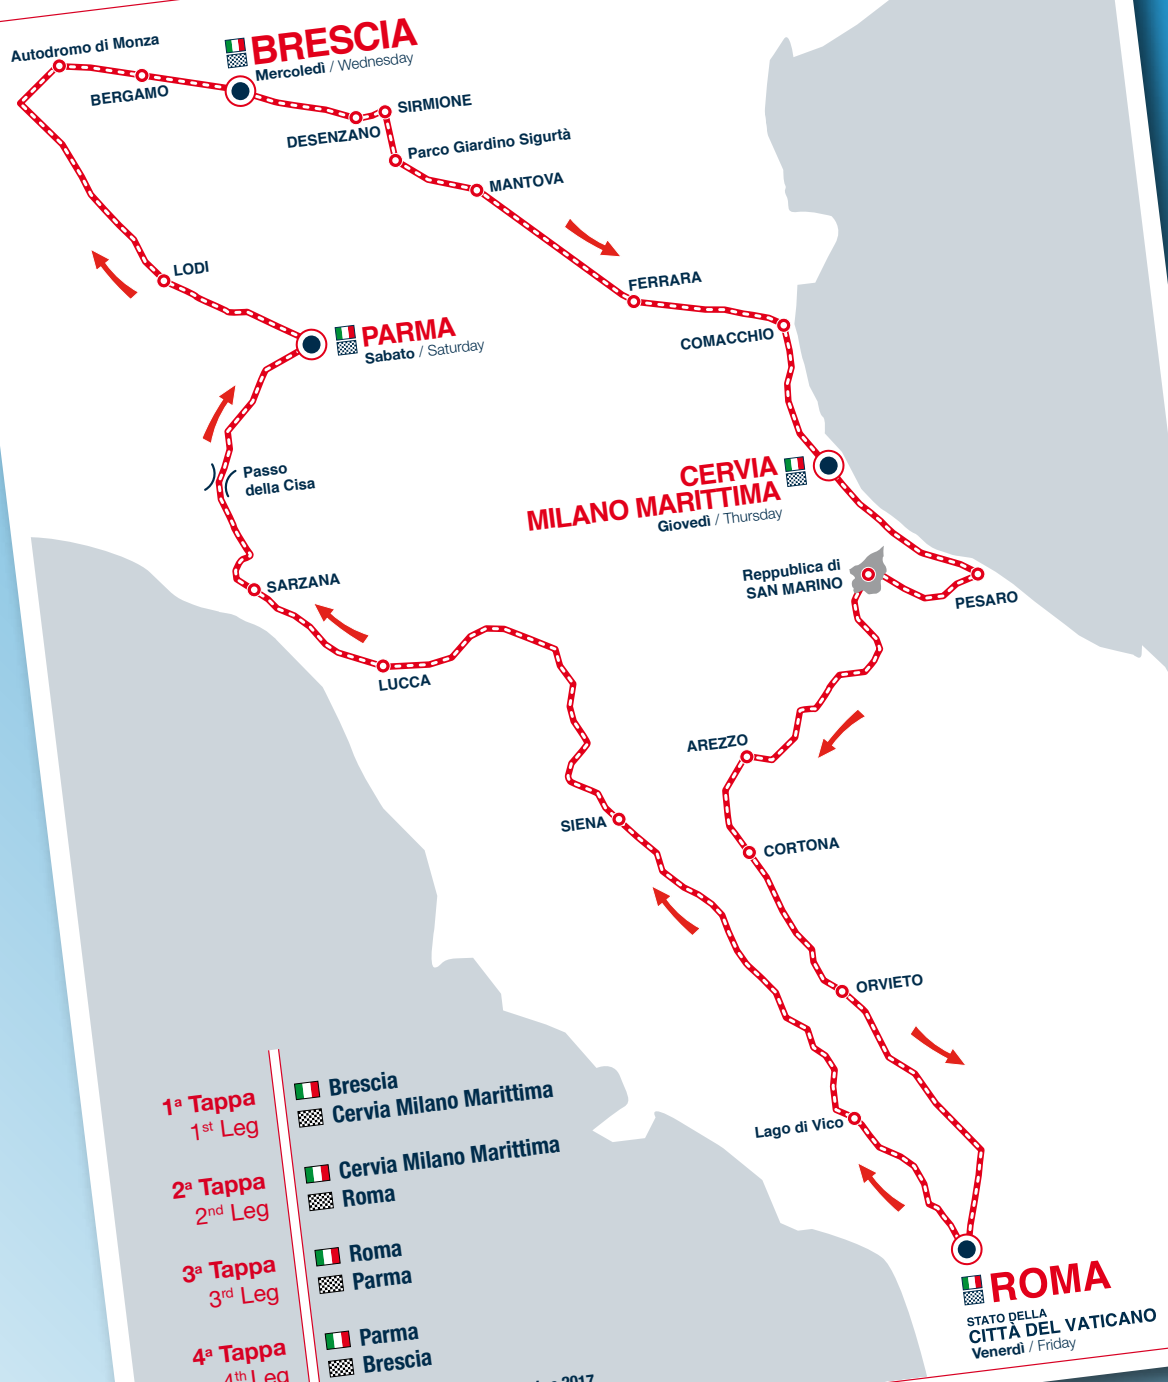 Autodromo di Monza
BRESCIA
Mercoledì / Wednesday
BERGAMO
SIRMIONE
DESENZANO
Parco Giardino Sigurtà
MANTOVA
LODI
FERRARA
PARMA
Sabato / Saturday
COMACCHIO
Passo
della Cisa
CERVIA
MILANO MARITTIMA
Giovedì / Thursday
Reppublica di
SAN MARINO
PESARO
SARZANA
LUCCA
AREZZO
SIENA
CORTONA
ORVIETO
Lago di Vico
ROMA
STATO DELLA
CITTÀ DEL VATICANO
Venerdì / Friday
1ª Tappa
1st Leg
Brescia
Cervia Milano Marittima
2ª Tappa
2nd Leg
Cervia Milano Marittima
Roma
3ª Tappa
3rd Leg
Roma
Parma
4ª Tappa
4th Leg
Parma
Brescia
2017